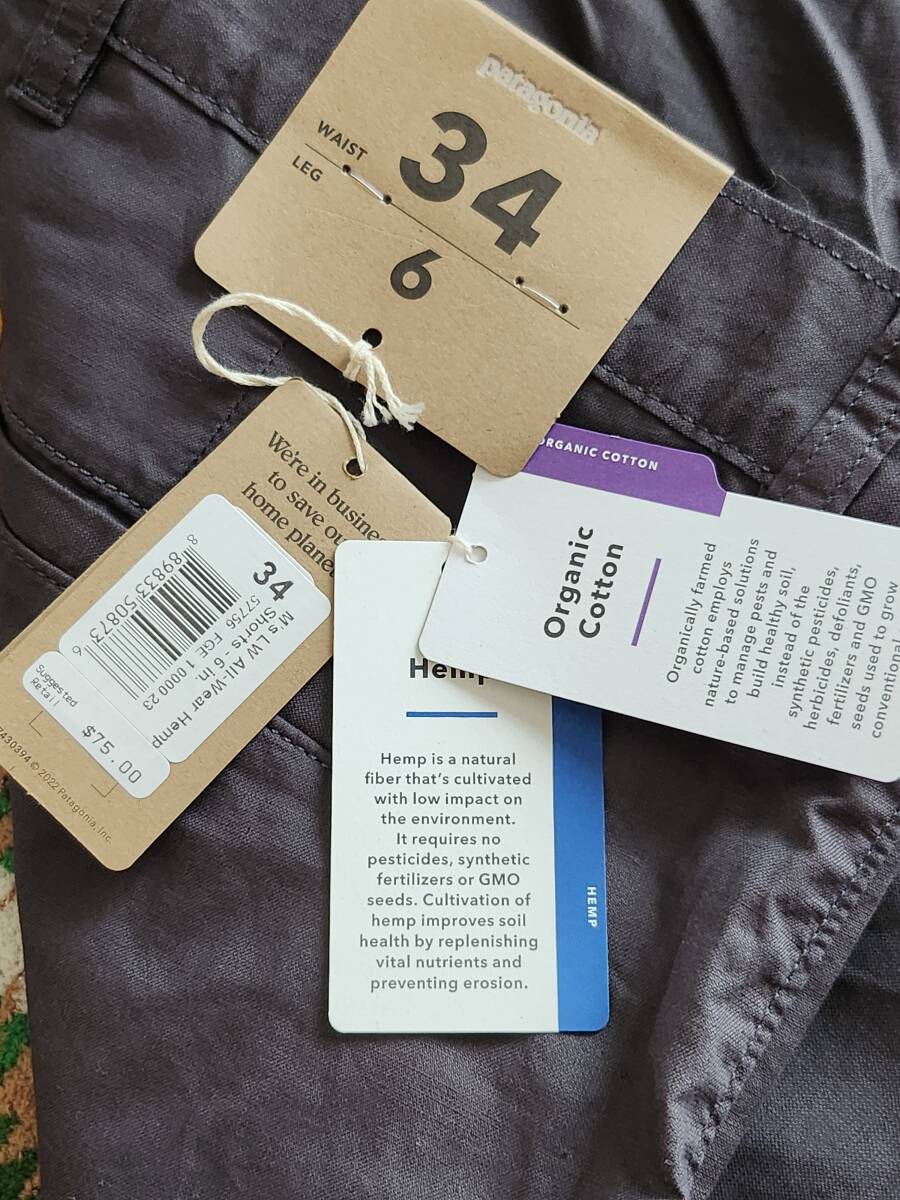 patagonia
WAIST
34
LEG
6
We're in
to save
home
34
M's LW All-Wear Hemp
Shorts - 6 in.
57756 FGE 1 0000 23
8 89833 50873 6
Suggested
Retail
$75.00
© 2022 Patagonia, Inc.
ORGANIC COTTON
Organic
Cotton
Organically farmed
cotton employs
nature-based solutions
to manage pests and
build healthy soil,
instead of the
synthetic pesticides,
herbicides, defoliants,
fertilizers and GMO
seeds used to grow
conventional
Hemp
Hemp is a natural
fiber that's cultivated
with low impact on
the environment.
It requires no
pesticides, synthetic
fertilizers or GMO
seeds. Cultivation of
hemp improves soil
health by replenishing
vital nutrients and
preventing erosion.
HEMP